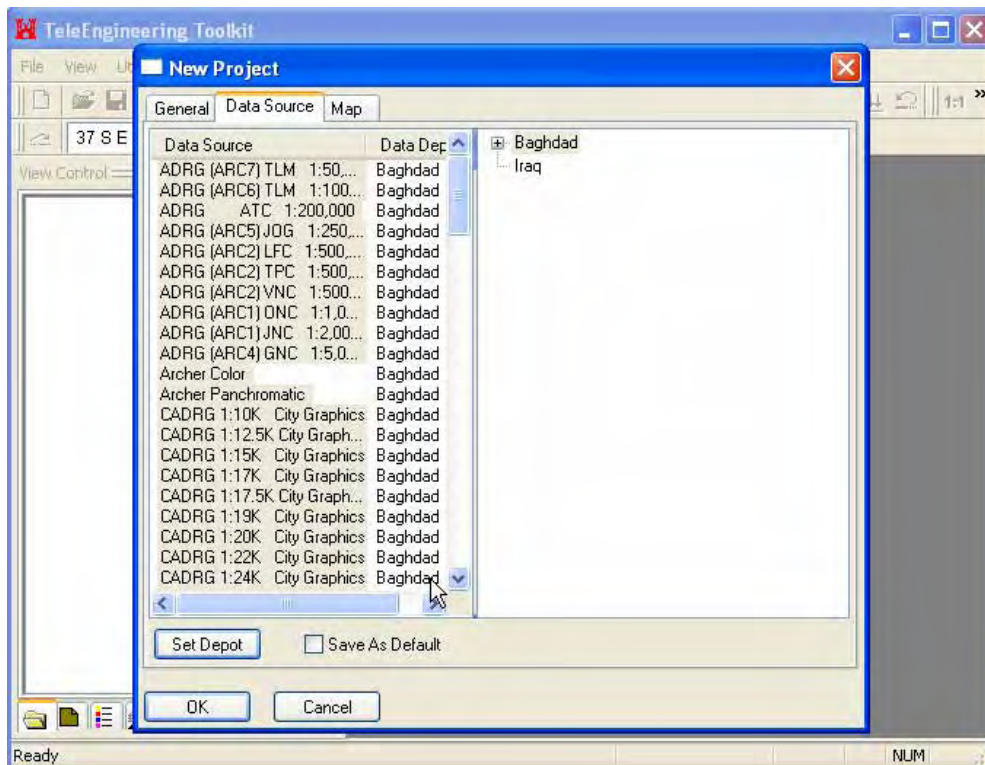 TeleEngineering Toolkit
File View Ut
New Project
General Data Source Map
1:1 »
37 S E
View Control
Data Source Data Dep
ADRG (ARC7) TLM 1:50,... Baghdad
ADRG (ARC6) TLM 1:100... Baghdad
ADRG ATC 1:200,000 Baghdad
ADRG (ARC5) JOG 1:250,... Baghdad
ADRG (ARC2) LFC 1:500,... Baghdad
ADRG (ARC2) TPC 1:500,... Baghdad
ADRG (ARC2) VNC 1:500... Baghdad
ADRG (ARC1) ONC 1:1,0... Baghdad
ADRG (ARC1) JNC 1:2,00... Baghdad
ADRG (ARC4) GNC 1:5,0... Baghdad
Archer Color Baghdad
Archer Panchromatic Baghdad
CADRG 1:10K City Graphics Baghdad
CADRG 1:12.5K City Graph... Baghdad
CADRG 1:15K City Graphics Baghdad
CADRG 1:17K City Graphics Baghdad
CADRG 1:17.5K City Graph... Baghdad
CADRG 1:19K City Graphics Baghdad
CADRG 1:20K City Graphics Baghdad
CADRG 1:22K City Graphics Baghdad
CADRG 1:24K City Graphics Baghdad
Baghdad
Iraq
Set Depot Save As Default
OK Cancel
Ready NUM